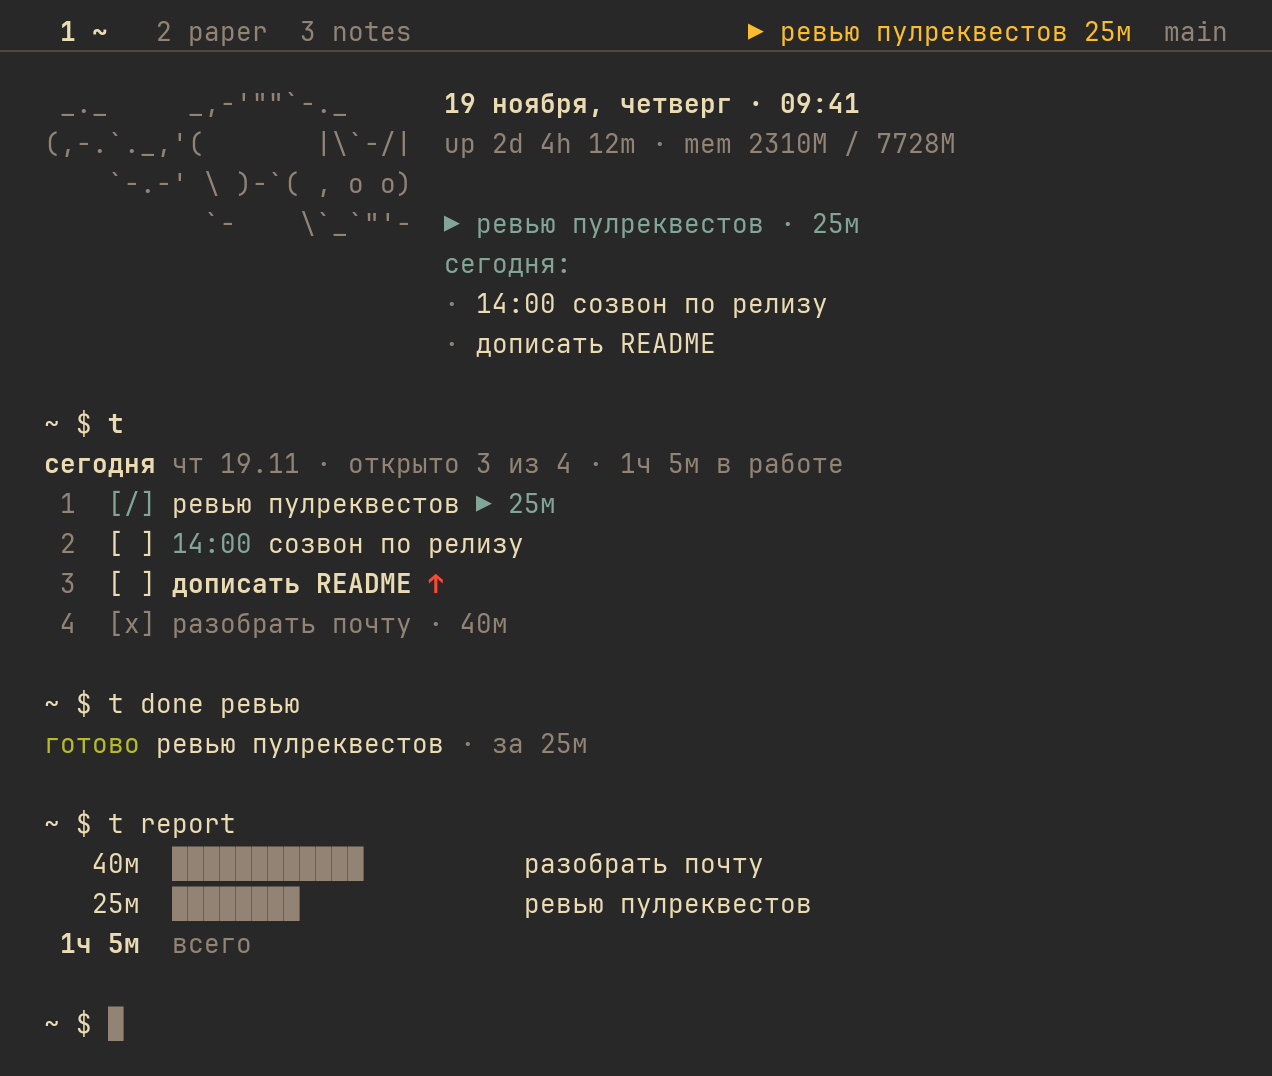 1 ~   2 paper  3 notes   ▶ ревью пулреквестов 25м  main
 _._     _,-'""`-._      19 ноября, четверг · 09:41
(,-.`._,'(       |\`-/|  up 2d 4h 12m · mem 2310M / 7728M
    `-.-' \ )-`( , o o)
          `-    \`_`"'-  ▶ ревью пулреквестов · 25м
сегодня:
· 14:00 созвон по релизу
· дописать README
~ $ t
сегодня чт 19.11 · открыто 3 из 4 · 1ч 5м в работе
1  [/] ревью пулреквестов ▶ 25м
2  [ ] 14:00 созвон по релизу
3  [ ] дописать README ↑
4  [x] разобрать почту · 40м
~ $ t done ревью
готово ревью пулреквестов · за 25м
~ $ t report
40м  ████████████  разобрать почту
25м  ████████  ревью пулреквестов
1ч 5м  всего
~ $